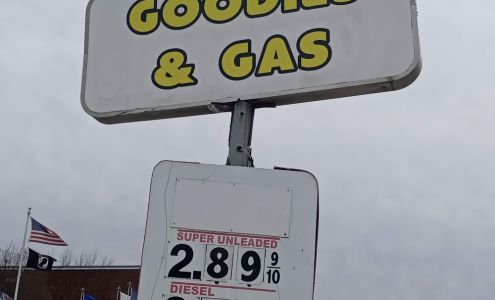 GOODIES
& GAS
SUPER UNLEADED
2.89 9/10
DIESEL